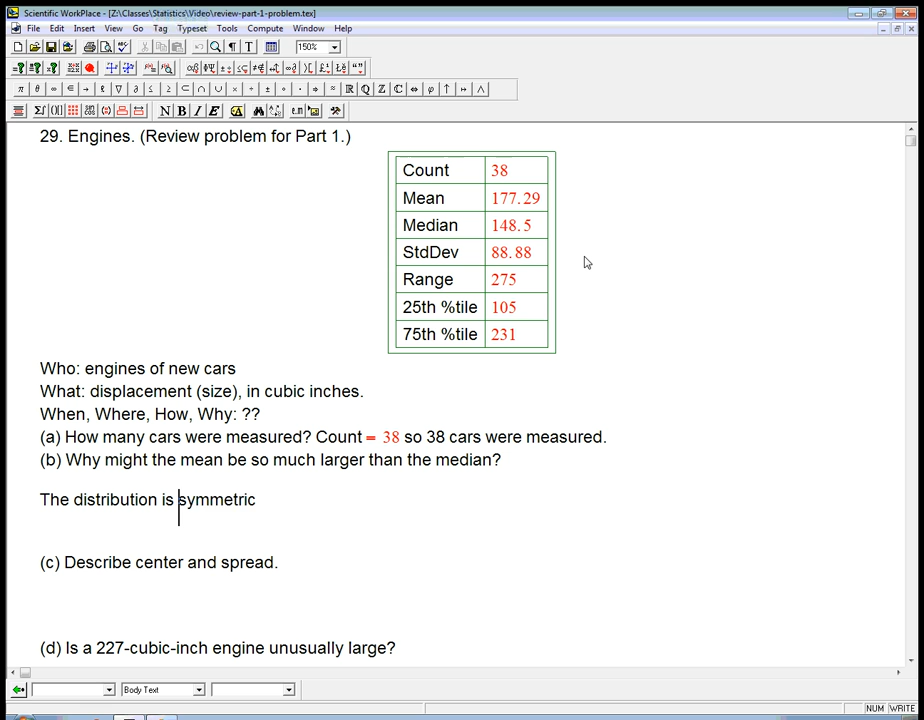 Scientific WorkPlace - [Z:\Classes\Statistics\Video\review-part-1-problem.tex]
File Edit Insert View Go Tag Typeset Tools Compute Window Help
150%
N B I E
29. Engines. (Review problem for Part 1.)
Count 38
Mean 177.29
Median 148.5
StdDev 88.88
Range 275
25th %tile 105
75th %tile 231
Who: engines of new cars
What: displacement (size), in cubic inches.
When, Where, How, Why: ??
(a) How many cars were measured? Count = 38 so 38 cars were measured.
(b) Why might the mean be so much larger than the median?
The distribution is symmetric
(c) Describe center and spread.
(d) Is a 227-cubic-inch engine unusually large?
Body Text
NUM WRITE